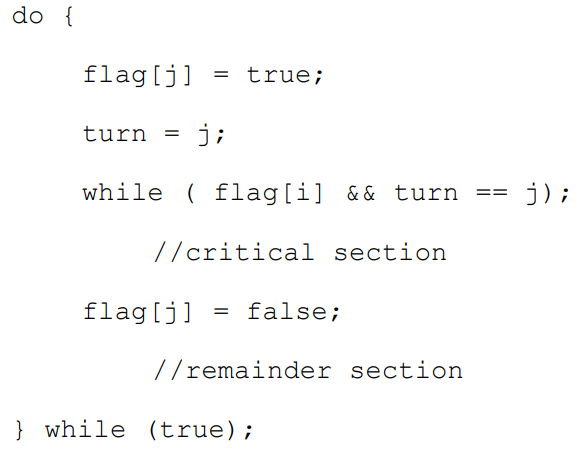 do {
flag[j] = true;
turn = j;
while ( flag[i] && turn == j);
//critical section
flag[j] = false;
//remainder section
} while (true);